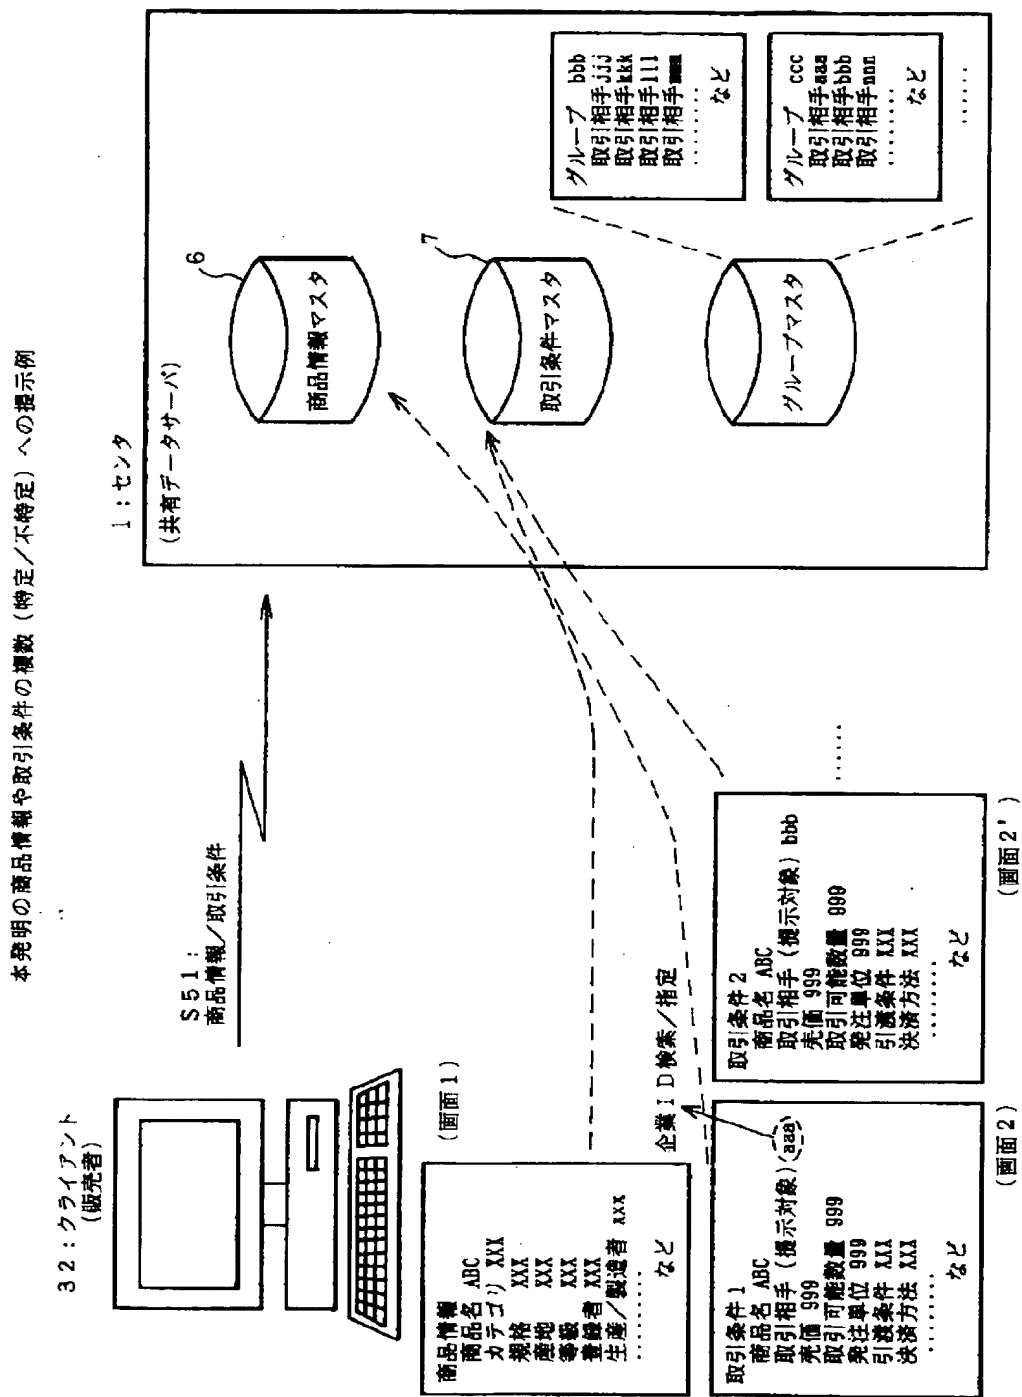 本発明の商品情報や取引条件の複数（特定／不特定）への提示例
32：クライアント
（販売者）
S51：
商品情報／取引条件
1：センタ
（共有データサーバ）
6
商品情報マスタ
7
取引条件マスタ
グループマスタ
グループ bbb
取引相手jjj
取引相手kkk
取引相手lll
取引相手mmm
........
など
グループ ccc
取引相手aaa
取引相手bbb
取引相手nnn
........
など
......
（画面1）
商品情報
商品名 ABC
カテゴリ XXX
規格 XXX
産地 XXX
等級 XXX
登録者 XXX
生産／製造者 xxx
........
など
企業ID検索／指定
取引条件1
商品名 ABC
取引相手（提示対象）aaa
売価 999
取引可能数量 999
発注単位 999
引渡条件 XXX
決済方法 XXX
........
など
（画面2）
取引条件2
商品名 ABC
取引相手（提示対象）bbb
売価 999
取引可能数量 999
発注単位 999
引渡条件 XXX
決済方法 XXX
........
など
（画面2'）
......